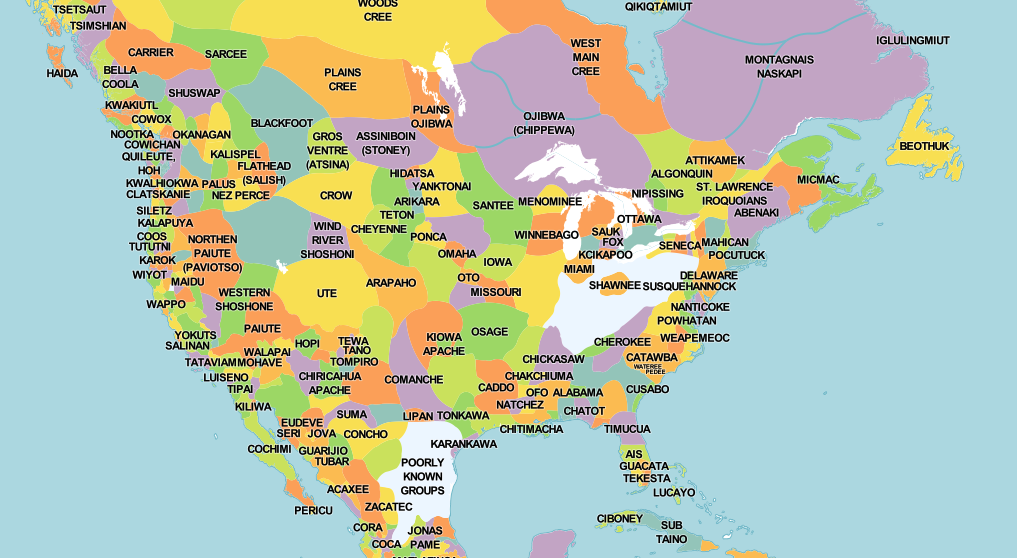 WOODS
CREE
QIKIQTAMIUT
TSETSAUT
TSIMSHIAN
IGLULINGMIUT
CARRIER
SARCEE
WEST
MAIN
CREE
MONTAGNAIS
NASKAPI
HAIDA
BELLA
COOLA
PLAINS
CREE
SHUSWAP
KWAKIUTL
COWOX
PLAINS
OJIBWA
OJIBWA
(CHIPPEWA)
BLACKFOOT
NOOTKA
OKANAGAN
GROS
VENTRE
(ATSINA)
ASSINIBOIN
(STONEY)
COWICHAN
QUILEUTE,
HOH
KALISPEL
FLATHEAD
(SALISH)
BEOTHUK
ATTIKAMEK
ALGONQUIN
HIDATSA
YANKTONAI
KWALHIOKWA
CLATSKANIE
PALUS
NEZ PERCE
CROW
ARIKARA
NIPISSING
ST. LAWRENCE
IROQUOIANS
MICMAC
ABENAKI
SANTEE
MENOMINEE
SILETZ
KALAPUYA
TETON
CHEYENNE
OTTAWA
WIND
RIVER
SHOSHONI
COOS
TUTUTNI
NORTHEN
PAIUTE
(PAVIOTSO)
PONCA
WINNEBAGO
SAUK
FOX
KCIKAPOO
SENECA
MAHICAN
POCUTUCK
KAROK
WIYOT
MAIDU
OMAHA
IOWA
MIAMI
OTO
MISSOURI
DELAWARE
SUSQUEHANNOCK
SHAWNEE
UTE
ARAPAHO
WESTERN
SHOSHONE
WAPPO
NANTICOKE
POWHATAN
PAIUTE
YOKUTS
SALINAN
KIOWA
APACHE
OSAGE
WEAPEMEOC
CHEROKEE
HOPI
TEWA
TANO
TOMPIRO
WALAPAI
TATAVIAM
MOHAVE
CHICKASAW
CATAWBA
WATEREE
PEDEE
LUISENO
TIPAI
CHIRICAHUA
APACHE
COMANCHE
CHAKCHIUMA
CADDO
OFO
ALABAMA
CUSABO
NATCHEZ
CHATOT
KILIWA
SUMA
LIPAN
TONKAWA
CHITIMACHA
TIMUCUA
EUDEVE
SERI
JOVA
CONCHO
KARANKAWA
COCHIMI
GUARIJIO
TUBAR
POORLY
KNOWN
GROUPS
AIS
GUACATA
TEKESTA
LUCAYO
ACAXEE
PERICU
ZACATEC
CIBONEY
SUB
TAINO
CORA
JONAS
COCA
PAME